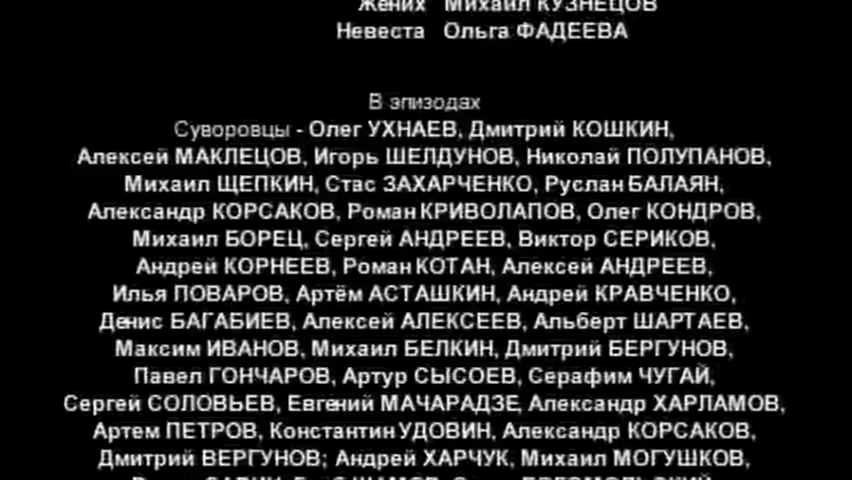 Жених Михаил КУЗНЕЦОВ
Невеста Ольга ФАДЕЕВА
В эпизодах
Суворовцы - Олег УХНАЕВ, Дмитрий КОШКИН,
Алексей МАКЛЕЦОВ, Игорь ШЕЛДУНОВ, Николай ПОЛУПАНОВ,
Михаил ЩЕПКИН, Стас ЗАХАРЧЕНКО, Руслан БАЛАЯН,
Александр КОРСАКОВ, Роман КРИВОЛАПОВ, Олег КОНДРОВ,
Михаил БОРЕЦ, Сергей АНДРЕЕВ, Виктор СЕРИКОВ,
Андрей КОРНЕЕВ, Роман КОТАН, Алексей АНДРЕЕВ,
Илья ПОВАРОВ, Артём АСТАШКИН, Андрей КРАВЧЕНКО,
Денис БАГАБИЕВ, Алексей АЛЕКСЕЕВ, Альберт ШАРТАЕВ,
Максим ИВАНОВ, Михаил БЕЛКИН, Дмитрий БЕРГУНОВ,
Павел ГОНЧАРОВ, Артур СЫСОЕВ, Серафим ЧУГАЙ,
Сергей СОЛОВЬЕВ, Евгений МАЧАРАДЗЕ, Александр ХАРЛАМОВ,
Артем ПЕТРОВ, Константин УДОВИН, Александр КОРСАКОВ,
Дмитрий ВЕРГУНОВ; Андрей ХАРЧУК, Михаил МОГУШКОВ,